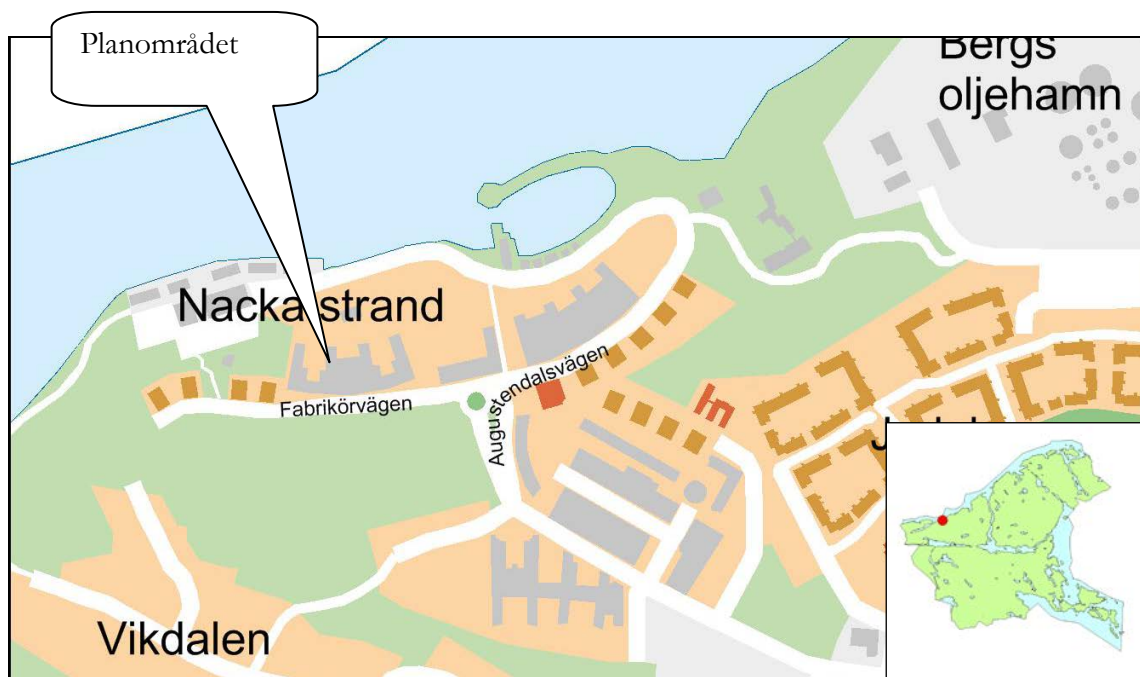 Planområdet
Bergs
oljehamn
Nacka strand
Fabrikörvägen
Augustendalsvägen
Vikdalen